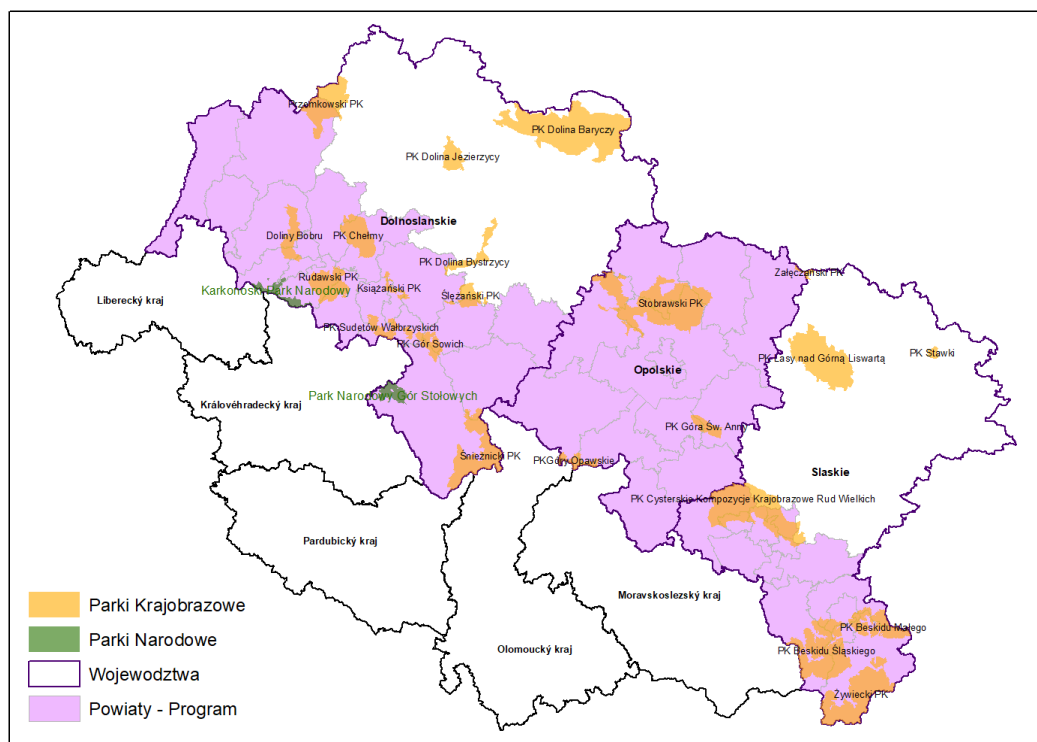 Przemkowski PK
PK Dolina Baryczy
PK Dolina Jezierzycy
Dolnoslanskie
Doliny Bobru
PK Chełmy
PK Dolina Bystrzycy
Załęczański PK
Rudawski PK
Książański PK
Karkonoski Park Narodowy
Ślężański PK
Liberecký kraj
Stobrawski PK
PK Sudetów Wałbrzyskich
PK Gór Sowich
PK Stawki
PK Lasy nad Górną Liswartą
Opolskie
Park Narodowy Gór Stołowych
Královéhradecký kraj
PK Góra Św. Anny
Śnieżnicki PK
PKGóry Opawskie
Slaskie
PK Cysterskie Kompozycje Krajobrazowe Rud Wielkich
Pardubický kraj
Moravskoslezský kraj
Parki Krajobrazowe
Parki Narodowe
Wojewodztwa
Powiaty - Program
Olomoucký kraj
PK Beskidu Małego
PK Beskidu Śląskiego
Żywiecki PK